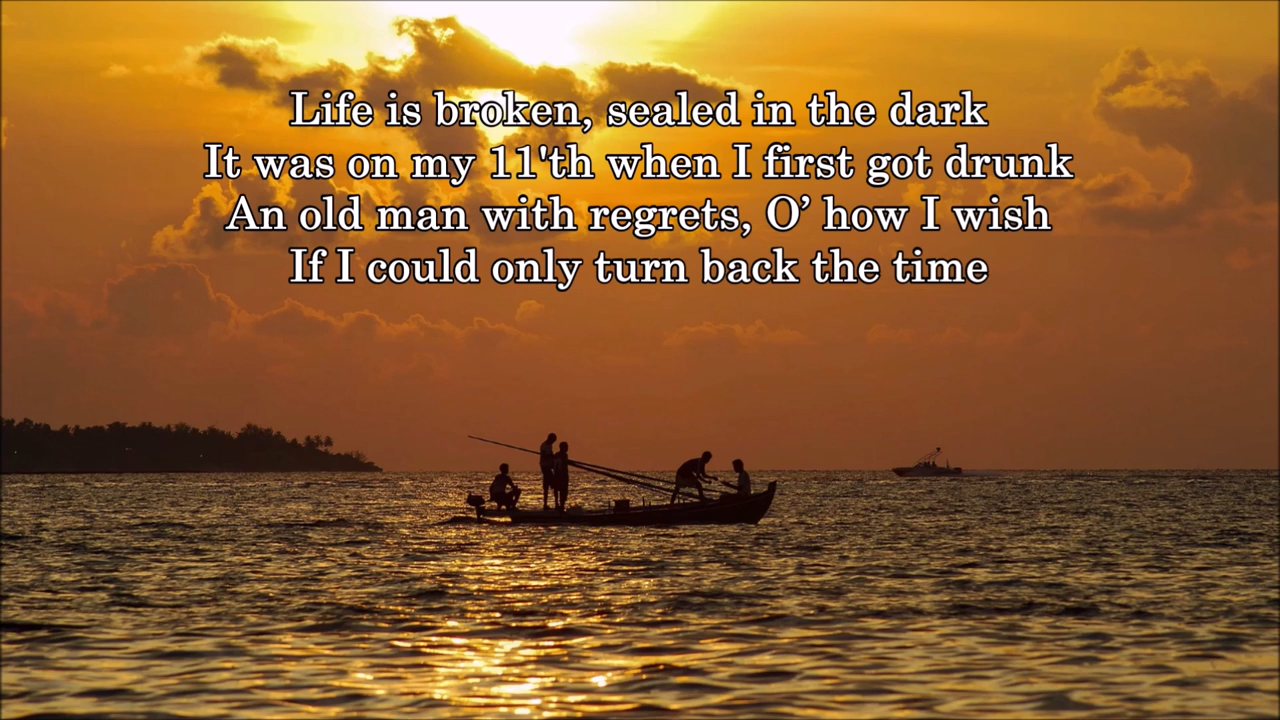 Life is broken, sealed in the dark
It was on my 11'th when I first got drunk
An old man with regrets, O’ how I wish
If I could only turn back the time